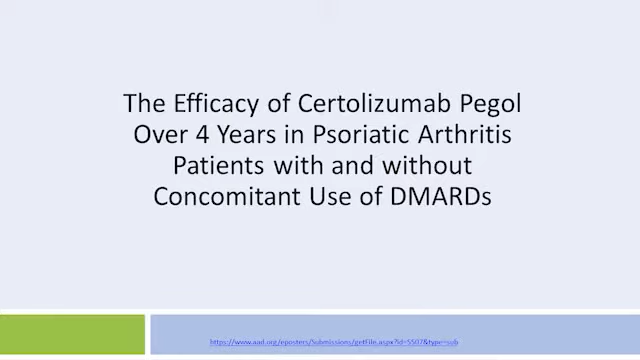 The Efficacy of Certolizumab Pegol
Over 4 Years in Psoriatic Arthritis
Patients with and without
Concomitant Use of DMARDs
https://www.aad.org/eposters/Submissions/getFile.aspx?id=5507&type=sub